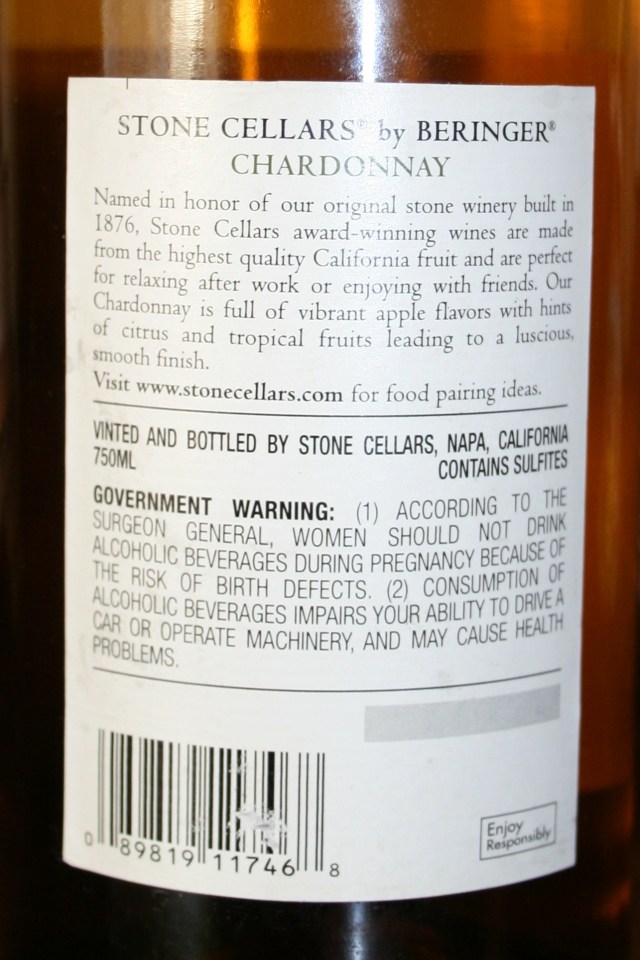 STONE CELLARS® by BERINGER®
CHARDONNAY
Named in honor of our original stone winery built in
1876, Stone Cellars award-winning wines are made
from the highest quality California fruit and are perfect
for relaxing after work or enjoying with friends. Our
Chardonnay is full of vibrant apple flavors with hints
of citrus and tropical fruits leading to a luscious,
smooth finish.
Visit www.stonecellars.com for food pairing ideas.
VINTED AND BOTTLED BY STONE CELLARS, NAPA, CALIFORNIA
750ML CONTAINS SULFITES
GOVERNMENT WARNING: (1) ACCORDING TO THE
SURGEON GENERAL, WOMEN SHOULD NOT DRINK
ALCOHOLIC BEVERAGES DURING PREGNANCY BECAUSE OF
THE RISK OF BIRTH DEFECTS. (2) CONSUMPTION OF
ALCOHOLIC BEVERAGES IMPAIRS YOUR ABILITY TO DRIVE A
CAR OR OPERATE MACHINERY, AND MAY CAUSE HEALTH
PROBLEMS.
Enjoy
Responsibly
0 89819 11746 8